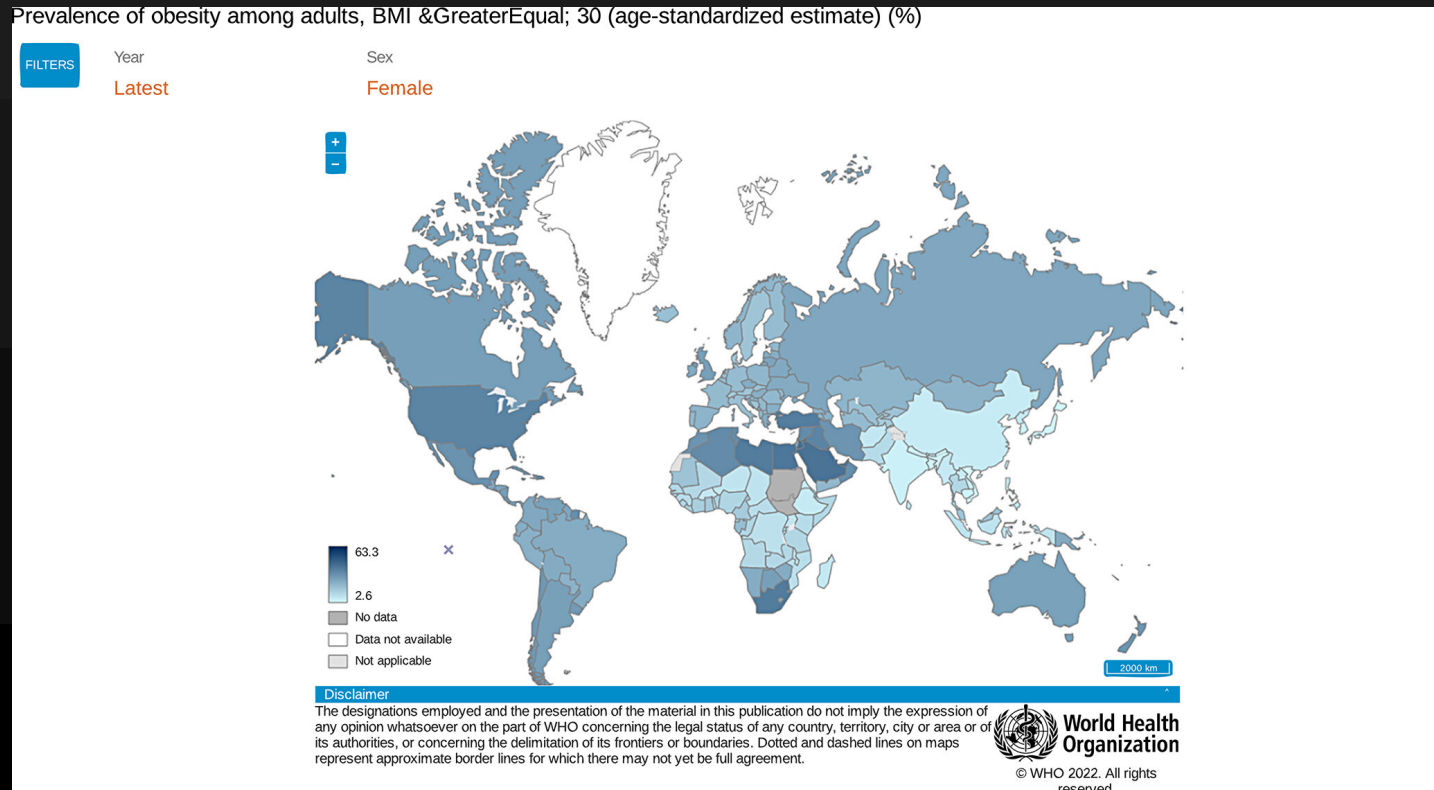 Prevalence of obesity among adults, BMI &GreaterEqual; 30 (age-standardized estimate) (%)
FILTERS
Year
Sex
Latest
Female
+
−
63.3
2.6
No data
Data not available
Not applicable
2000 km
Disclaimer
The designations employed and the presentation of the material in this publication do not imply the expression of
any opinion whatsoever on the part of WHO concerning the legal status of any country, territory, city or area or of
its authorities, or concerning the delimitation of its frontiers or boundaries. Dotted and dashed lines on maps
represent approximate border lines for which there may not yet be full agreement.
World Health
Organization
© WHO 2022. All rights
reserved